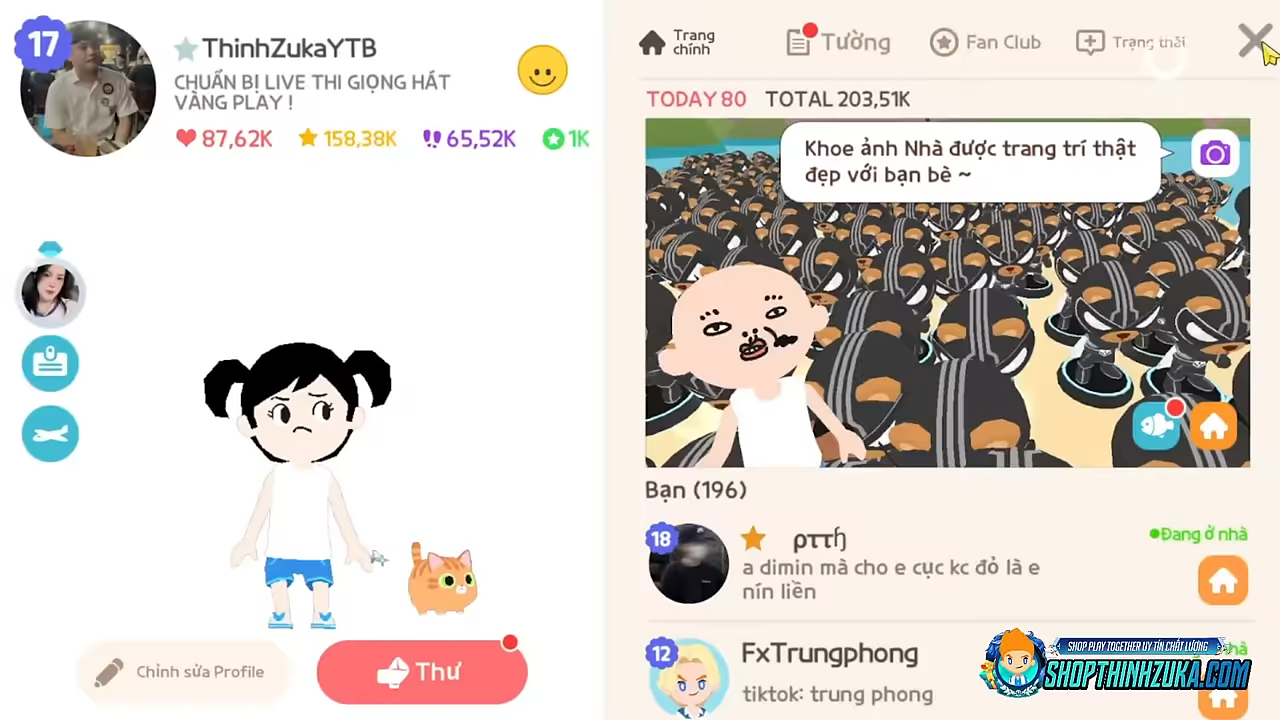 17
ThinhZukaYTB
CHUẨN BỊ LIVE THI GIỌNG HÁT
VÀNG PLAY !
87,62K
158,38K
65,52K
1K
Chỉnh sửa Profile
Thư
Trang
chính
Tường
Fan Club
Trạng thái
TODAY 80
TOTAL 203,51K
Khoe ảnh Nhà được trang trí thật
đẹp với bạn bè ~
Bạn (196)
18
ρττɧ
Đang ở nhà
a dimin mà cho e cục kc đỏ là e
nín liền
12
FxTrungphong
tiktok: trung phong
SHOP PLAY TOGETHER UY TÍN CHẤT LƯỢNG
SHOPTHINHZUKA.COM